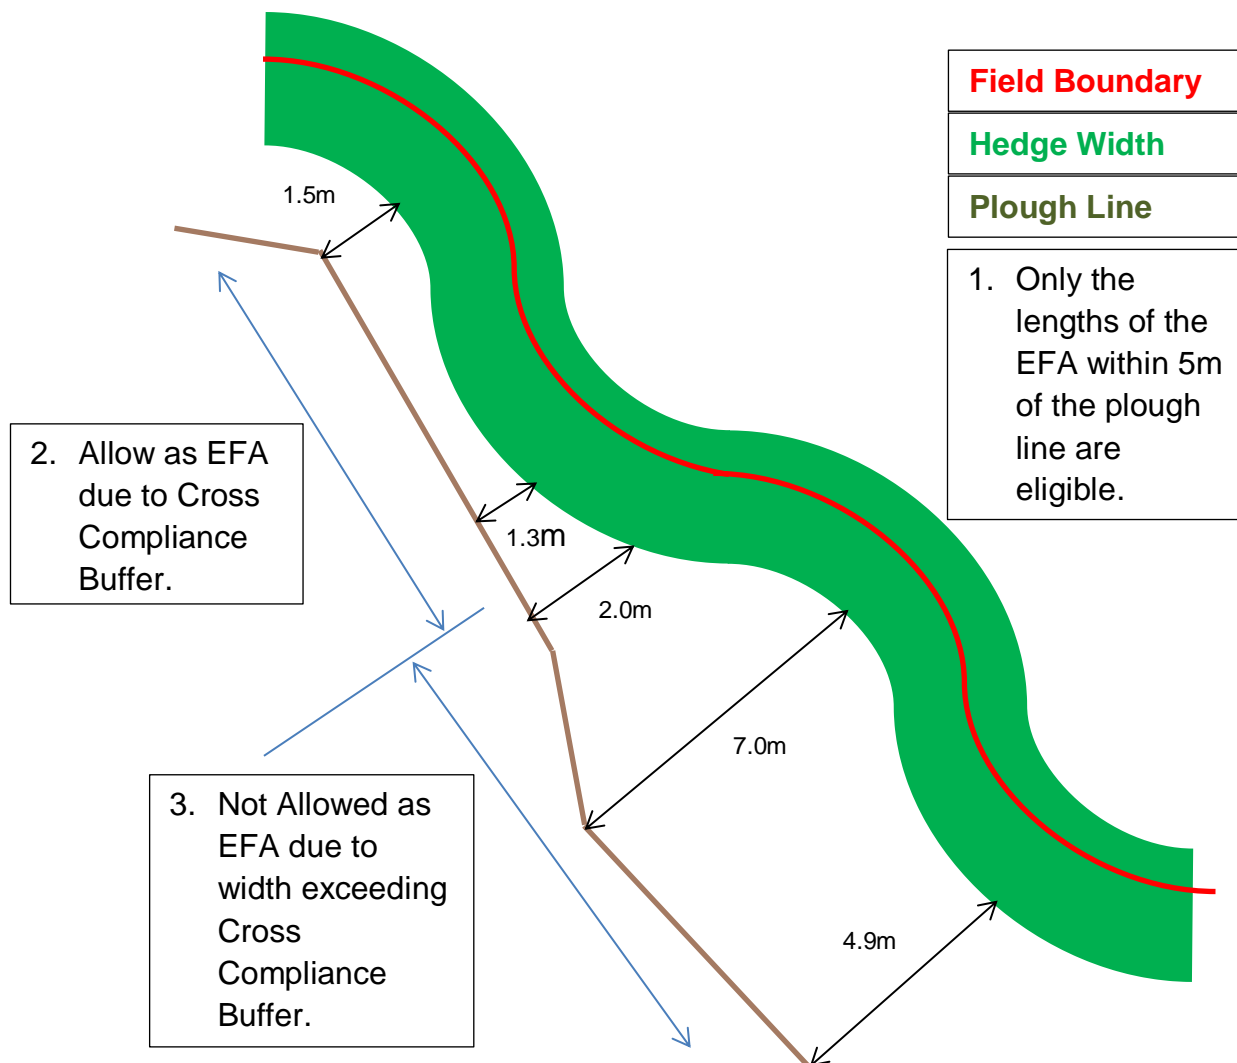 Field Boundary
Hedge Width
Plough Line
1. Only the
lengths of the
EFA within 5m
of the plough
line are
eligible.
1.5m
2. Allow as EFA
due to Cross
Compliance
Buffer.
1.3m
2.0m
7.0m
3. Not Allowed as
EFA due to
width exceeding
Cross
Compliance
Buffer.
4.9m